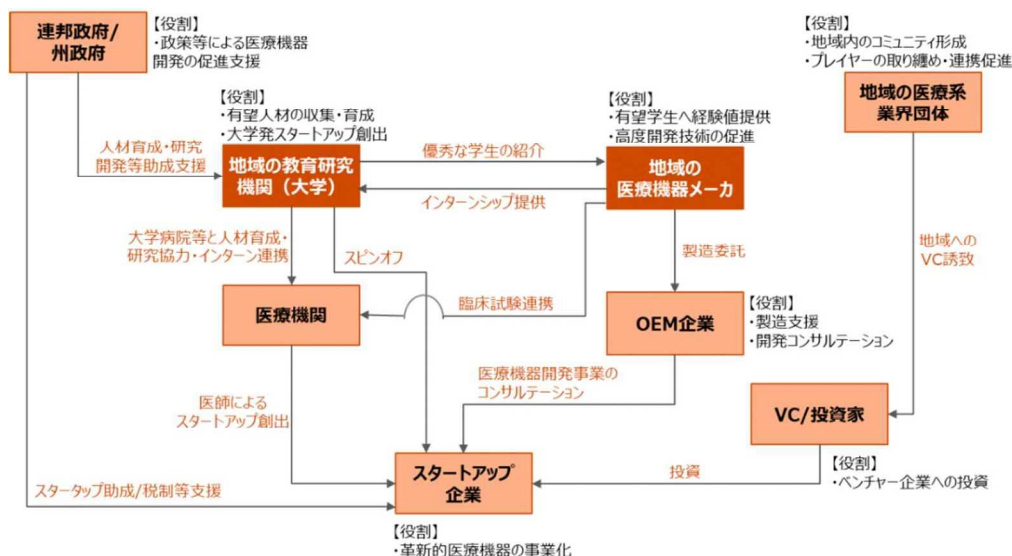 連邦政府/
州政府
【役割】
・政策等による医療機器
開発の促進支援
【役割】
・地域内のコミュニティ形成
・プレイヤーの取り纏め・連携促進
地域の医療系
業界団体
【役割】
・有望人材の収集・育成
・大学発スタートアップ創出
【役割】
・有望学生へ経験値提供
・高度開発技術の促進
人材育成・研究
開発等助成支援
地域の教育研究
機関（大学）
優秀な学生の紹介
インターンシップ提供
地域の
医療機器メーカ
大学病院等と人材育成・
研究協力・インターン連携
スピンオフ
製造委託
地域への
VC誘致
医療機関
臨床試験連携
OEM企業
【役割】
・製造支援
・開発コンサルテーション
医師による
スタートアップ創出
医療機器開発事業の
コンサルテーション
VC/投資家
【役割】
・ベンチャー企業への投資
スタートアップ
企業
投資
スタータップ助成/税制等支援
【役割】
・革新的医療機器の事業化